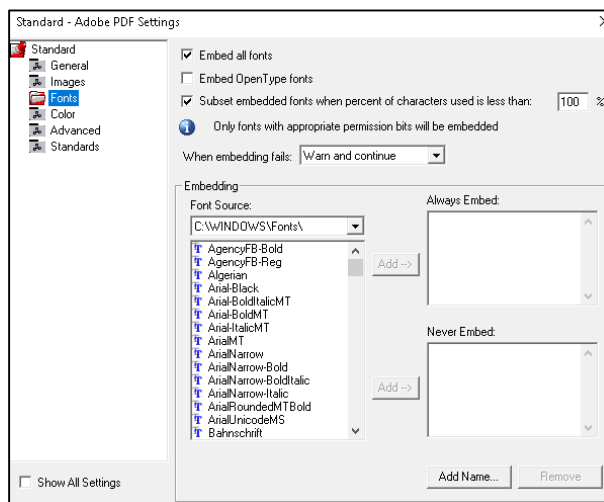 Standard - Adobe PDF Settings
Standard
General
Images
Fonts
Color
Advanced
Standards
Show All Settings
Embed all fonts
Embed OpenType fonts
Subset embedded fonts when percent of characters used is less than: 100 %
Only fonts with appropriate permission bits will be embedded
When embedding fails: Warn and continue
Embedding
Font Source:
C:\WINDOWS\Fonts\
AgencyFB-Bold
AgencyFB-Reg
Algerian
Arial-Black
Arial-BoldItalicMT
Arial-BoldMT
Arial-ItalicMT
ArialMT
ArialNarrow
ArialNarrow-Bold
ArialNarrow-BoldItalic
ArialNarrow-Italic
ArialRoundedMTBold
ArialUnicodeMS
Bahnschrift
Add -->
Add -->
Always Embed:
Never Embed:
Add Name...
Remove